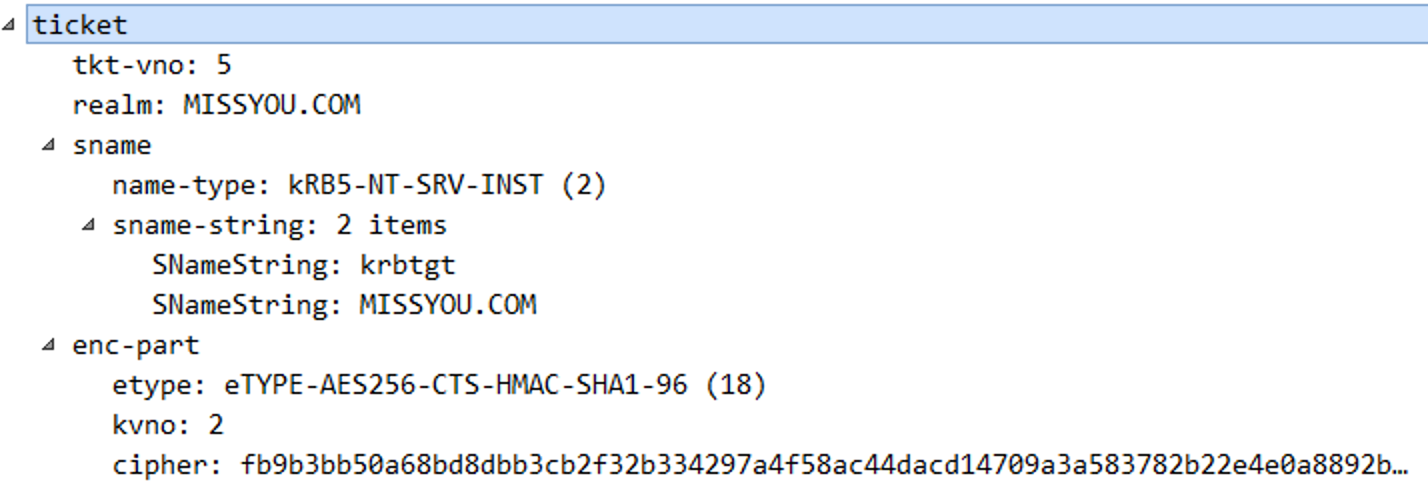 ticket
tkt-vno: 5
realm: MISSYOU.COM
sname
name-type: kRB5-NT-SRV-INST (2)
sname-string: 2 items
SNameString: krbtgt
SNameString: MISSYOU.COM
enc-part
etype: eTYPE-AES256-CTS-HMAC-SHA1-96 (18)
kvno: 2
cipher: fb9b3bb50a68bd8dbb3cb2f32b334297a4f58ac44dacd14709a3a583782b22e4e0a8892b…